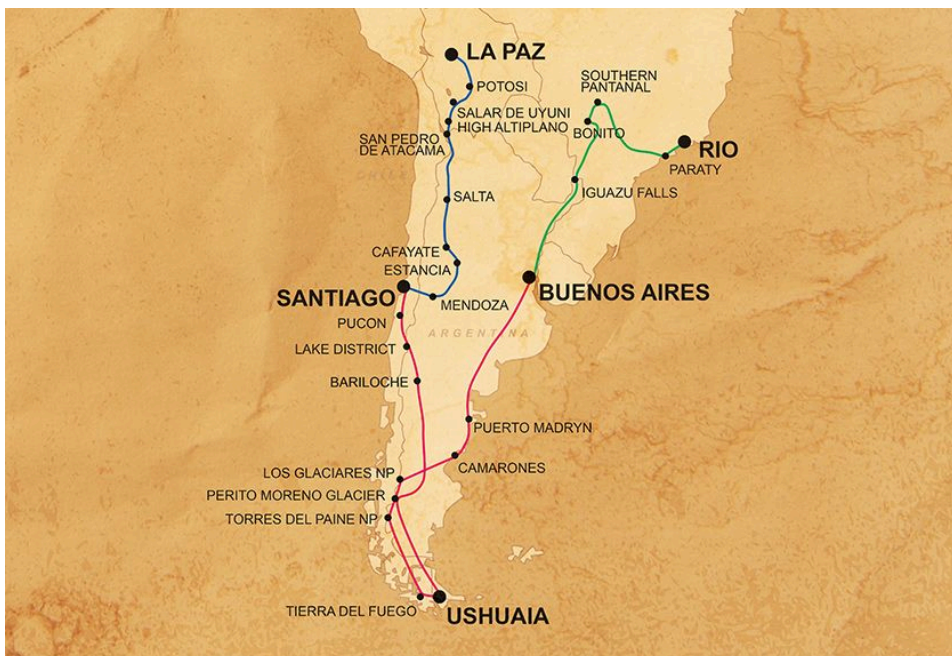 LA PAZ
POTOSI
SOUTHERN
PANTANAL
SALAR DE UYUNI
HIGH ALTIPLANO
SAN PEDRO
DE ATACAMA
BONITO
RIO
PARATY
CHILE
SALTA
IGUAZU FALLS
CAFAYATE
ESTANCIA
SANTIAGO
MENDOZA
BUENOS AIRES
PUCON
ARGENTINA
LAKE DISTRICT
BARILOCHE
PUERTO MADRYN
CAMARONES
LOS GLACIARES NP
PERITO MORENO GLACIER
TORRES DEL PAINE NP
TIERRA DEL FUEGO
USHUAIA